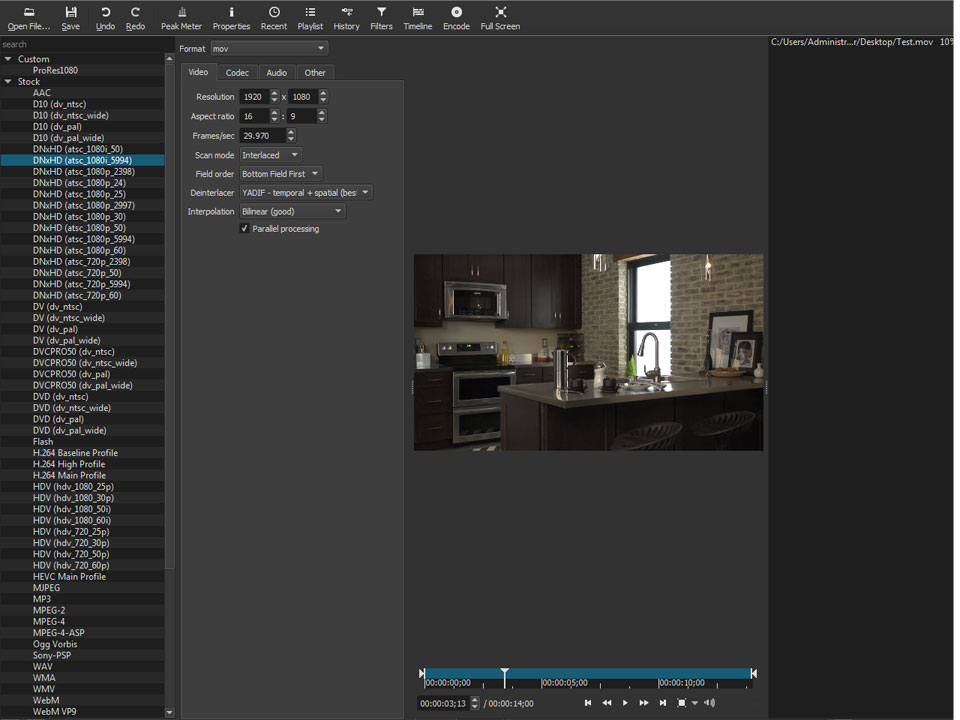 Open File... Save Undo Redo Peak Meter Properties Recent Playlist History Filters Timeline Encode Full Screen
search
Custom
ProRes1080
Stock
AAC
D10 (dv_ntsc)
D10 (dv_ntsc_wide)
D10 (dv_pal)
D10 (dv_pal_wide)
DNxHD (atsc_1080i_50)
DNxHD (atsc_1080i_5994)
DNxHD (atsc_1080p_2398)
DNxHD (atsc_1080p_24)
DNxHD (atsc_1080p_25)
DNxHD (atsc_1080p_2997)
DNxHD (atsc_1080p_30)
DNxHD (atsc_1080p_50)
DNxHD (atsc_1080p_5994)
DNxHD (atsc_1080p_60)
DNxHD (atsc_720p_2398)
DNxHD (atsc_720p_50)
DNxHD (atsc_720p_5994)
DNxHD (atsc_720p_60)
DV (dv_ntsc)
DV (dv_ntsc_wide)
DV (dv_pal)
DV (dv_pal_wide)
DVCPRO50 (dv_ntsc)
DVCPRO50 (dv_ntsc_wide)
DVCPRO50 (dv_pal)
DVCPRO50 (dv_pal_wide)
DVD (dv_ntsc)
DVD (dv_ntsc_wide)
DVD (dv_pal)
DVD (dv_pal_wide)
Flash
H.264 Baseline Profile
H.264 High Profile
H.264 Main Profile
HDV (hdv_1080_25p)
HDV (hdv_1080_30p)
HDV (hdv_1080_50i)
HDV (hdv_1080_60i)
HDV (hdv_720_25p)
HDV (hdv_720_30p)
HDV (hdv_720_50p)
HDV (hdv_720_60p)
HEVC Main Profile
MJPEG
MP3
MPEG-2
MPEG-4
MPEG-4-ASP
Ogg Vorbis
Sony-PSP
WAV
WMA
WMV
WebM
WebM VP9
Format mov
Video Codec Audio Other
Resolution 1920 x 1080
Aspect ratio 16 : 9
Frames/sec 29.970
Scan mode Interlaced
Field order Bottom Field First
Deinterlacer YADIF - temporal + spatial (bes
Interpolation Bilinear (good)
Parallel processing
00:00:00;00 00:00:05;00 00:00:10;00
00:00:03;13 / 00:00:14;00
C:/Users/Administr...r/Desktop/Test.mov 10%